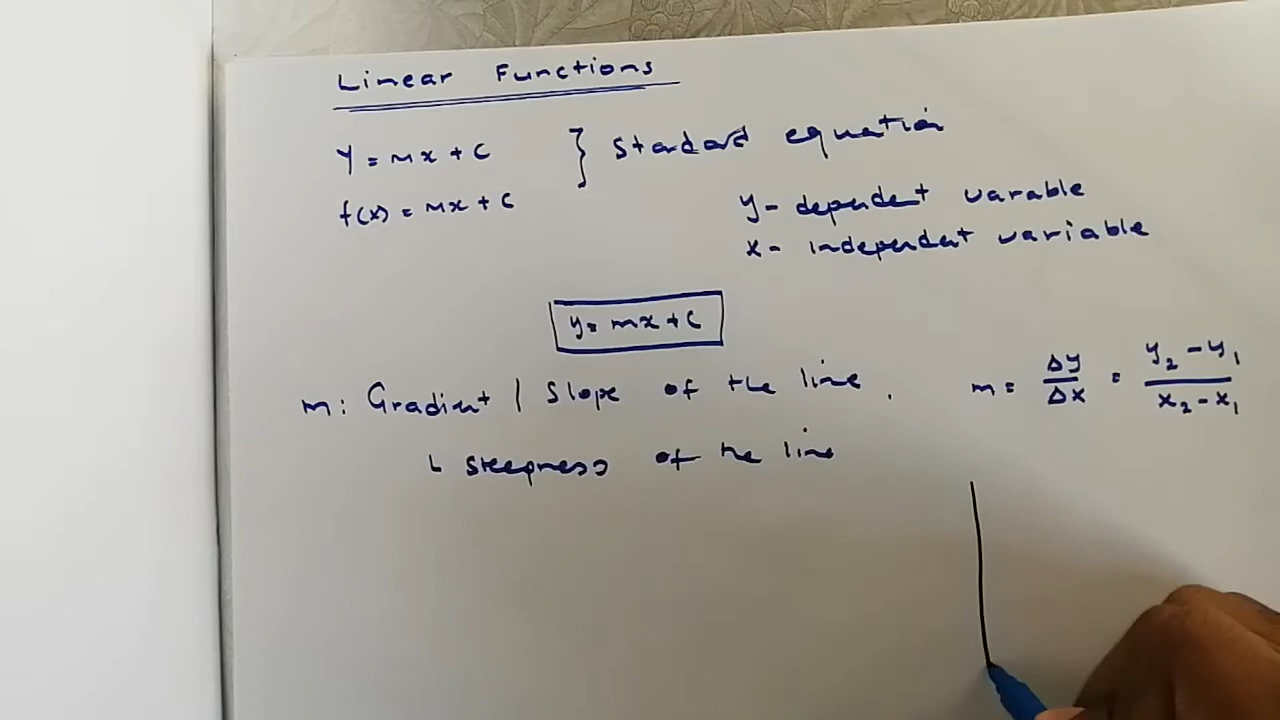 Linear Functions
y = mx + c } Standard equation
f(x) = mx + c
y - dependent varable
x - independent variable
y = mx + c
m: Gradient | Slope of the line . m = Δy/Δx = y₂ - y₁ / x₂ - x₁
↳ steepness of the line